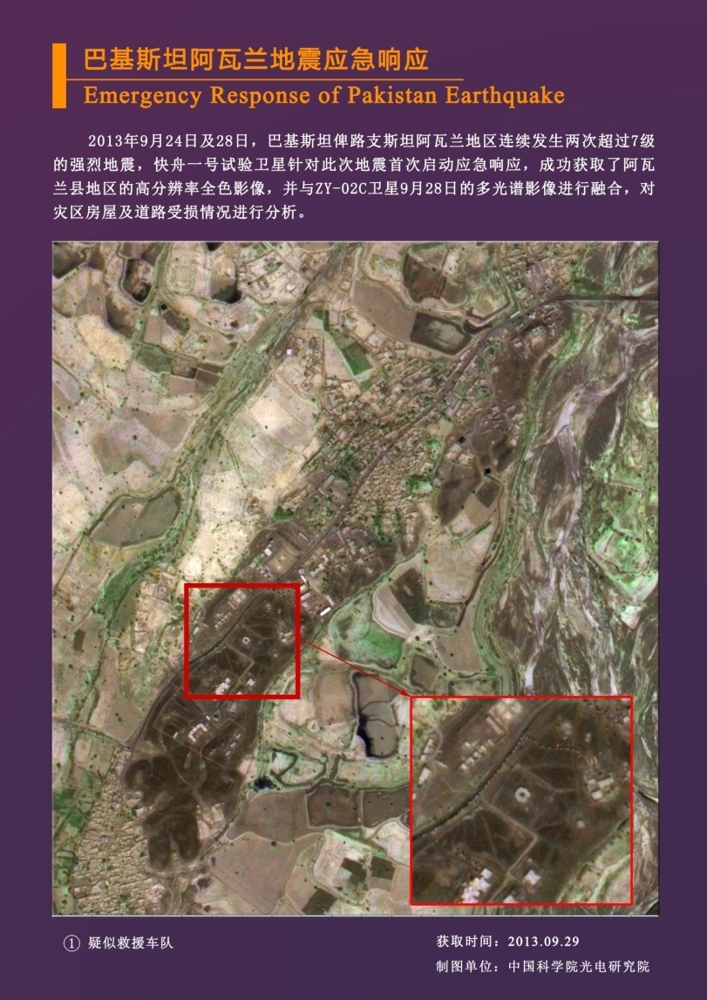 巴基斯坦阿瓦兰地震应急响应
Emergency Response of Pakistan Earthquake
2013年9月24日及28日，巴基斯坦俾路支斯坦阿瓦兰地区连续发生两次超过7级
的强烈地震，快舟一号试验卫星针对此次地震首次启动应急响应，成功获取了阿瓦
兰县地区的高分辨率全色影像，并与ZY-02C卫星9月28日的多光谱影像进行融合，对
灾区房屋及道路受损情况进行分析。
① 疑似救援车队
获取时间：2013.09.29
制图单位：中国科学院光电研究院